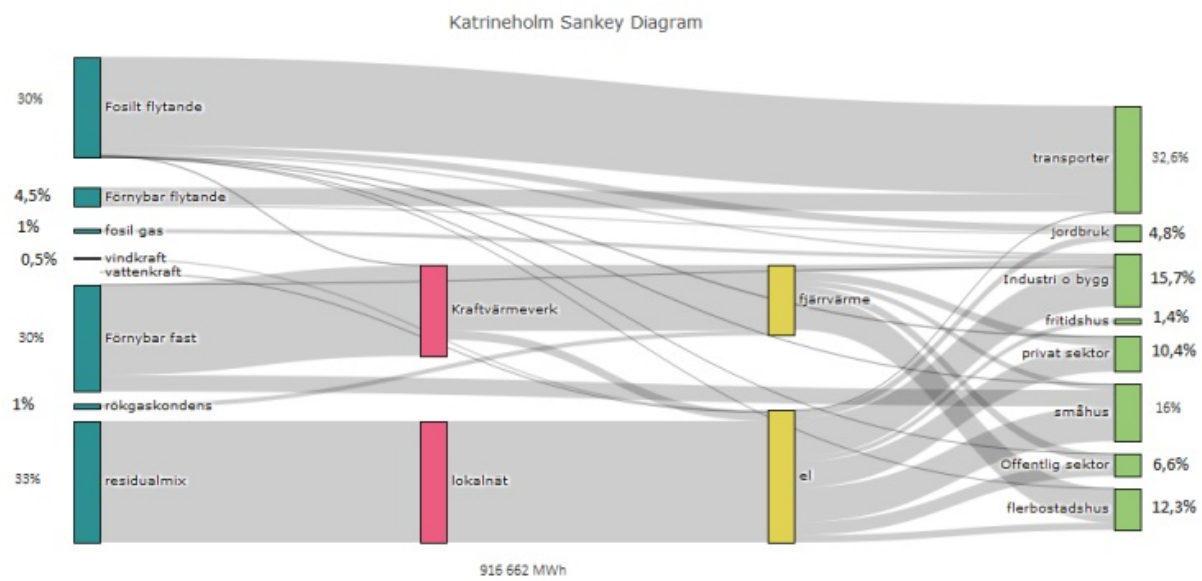 Katrineholm Sankey Diagram
30%
Fosilt flytande
4,5%
Förnybar flytande
1%
fosil gas
0,5%
vindkraft
vattenkraft
30%
Förnybar fast
1%
rökgaskondens
33%
residualmix
Kraftvärmeverk
lokalnät
fjärrvärme
el
transporter
32,6%
jordbruk
4,8%
Industri o bygg
15,7%
fritidshus
1,4%
privat sektor
10,4%
småhus
16%
Offentlig sektor
6,6%
flerbostadshus
12,3%
916 662 MWh